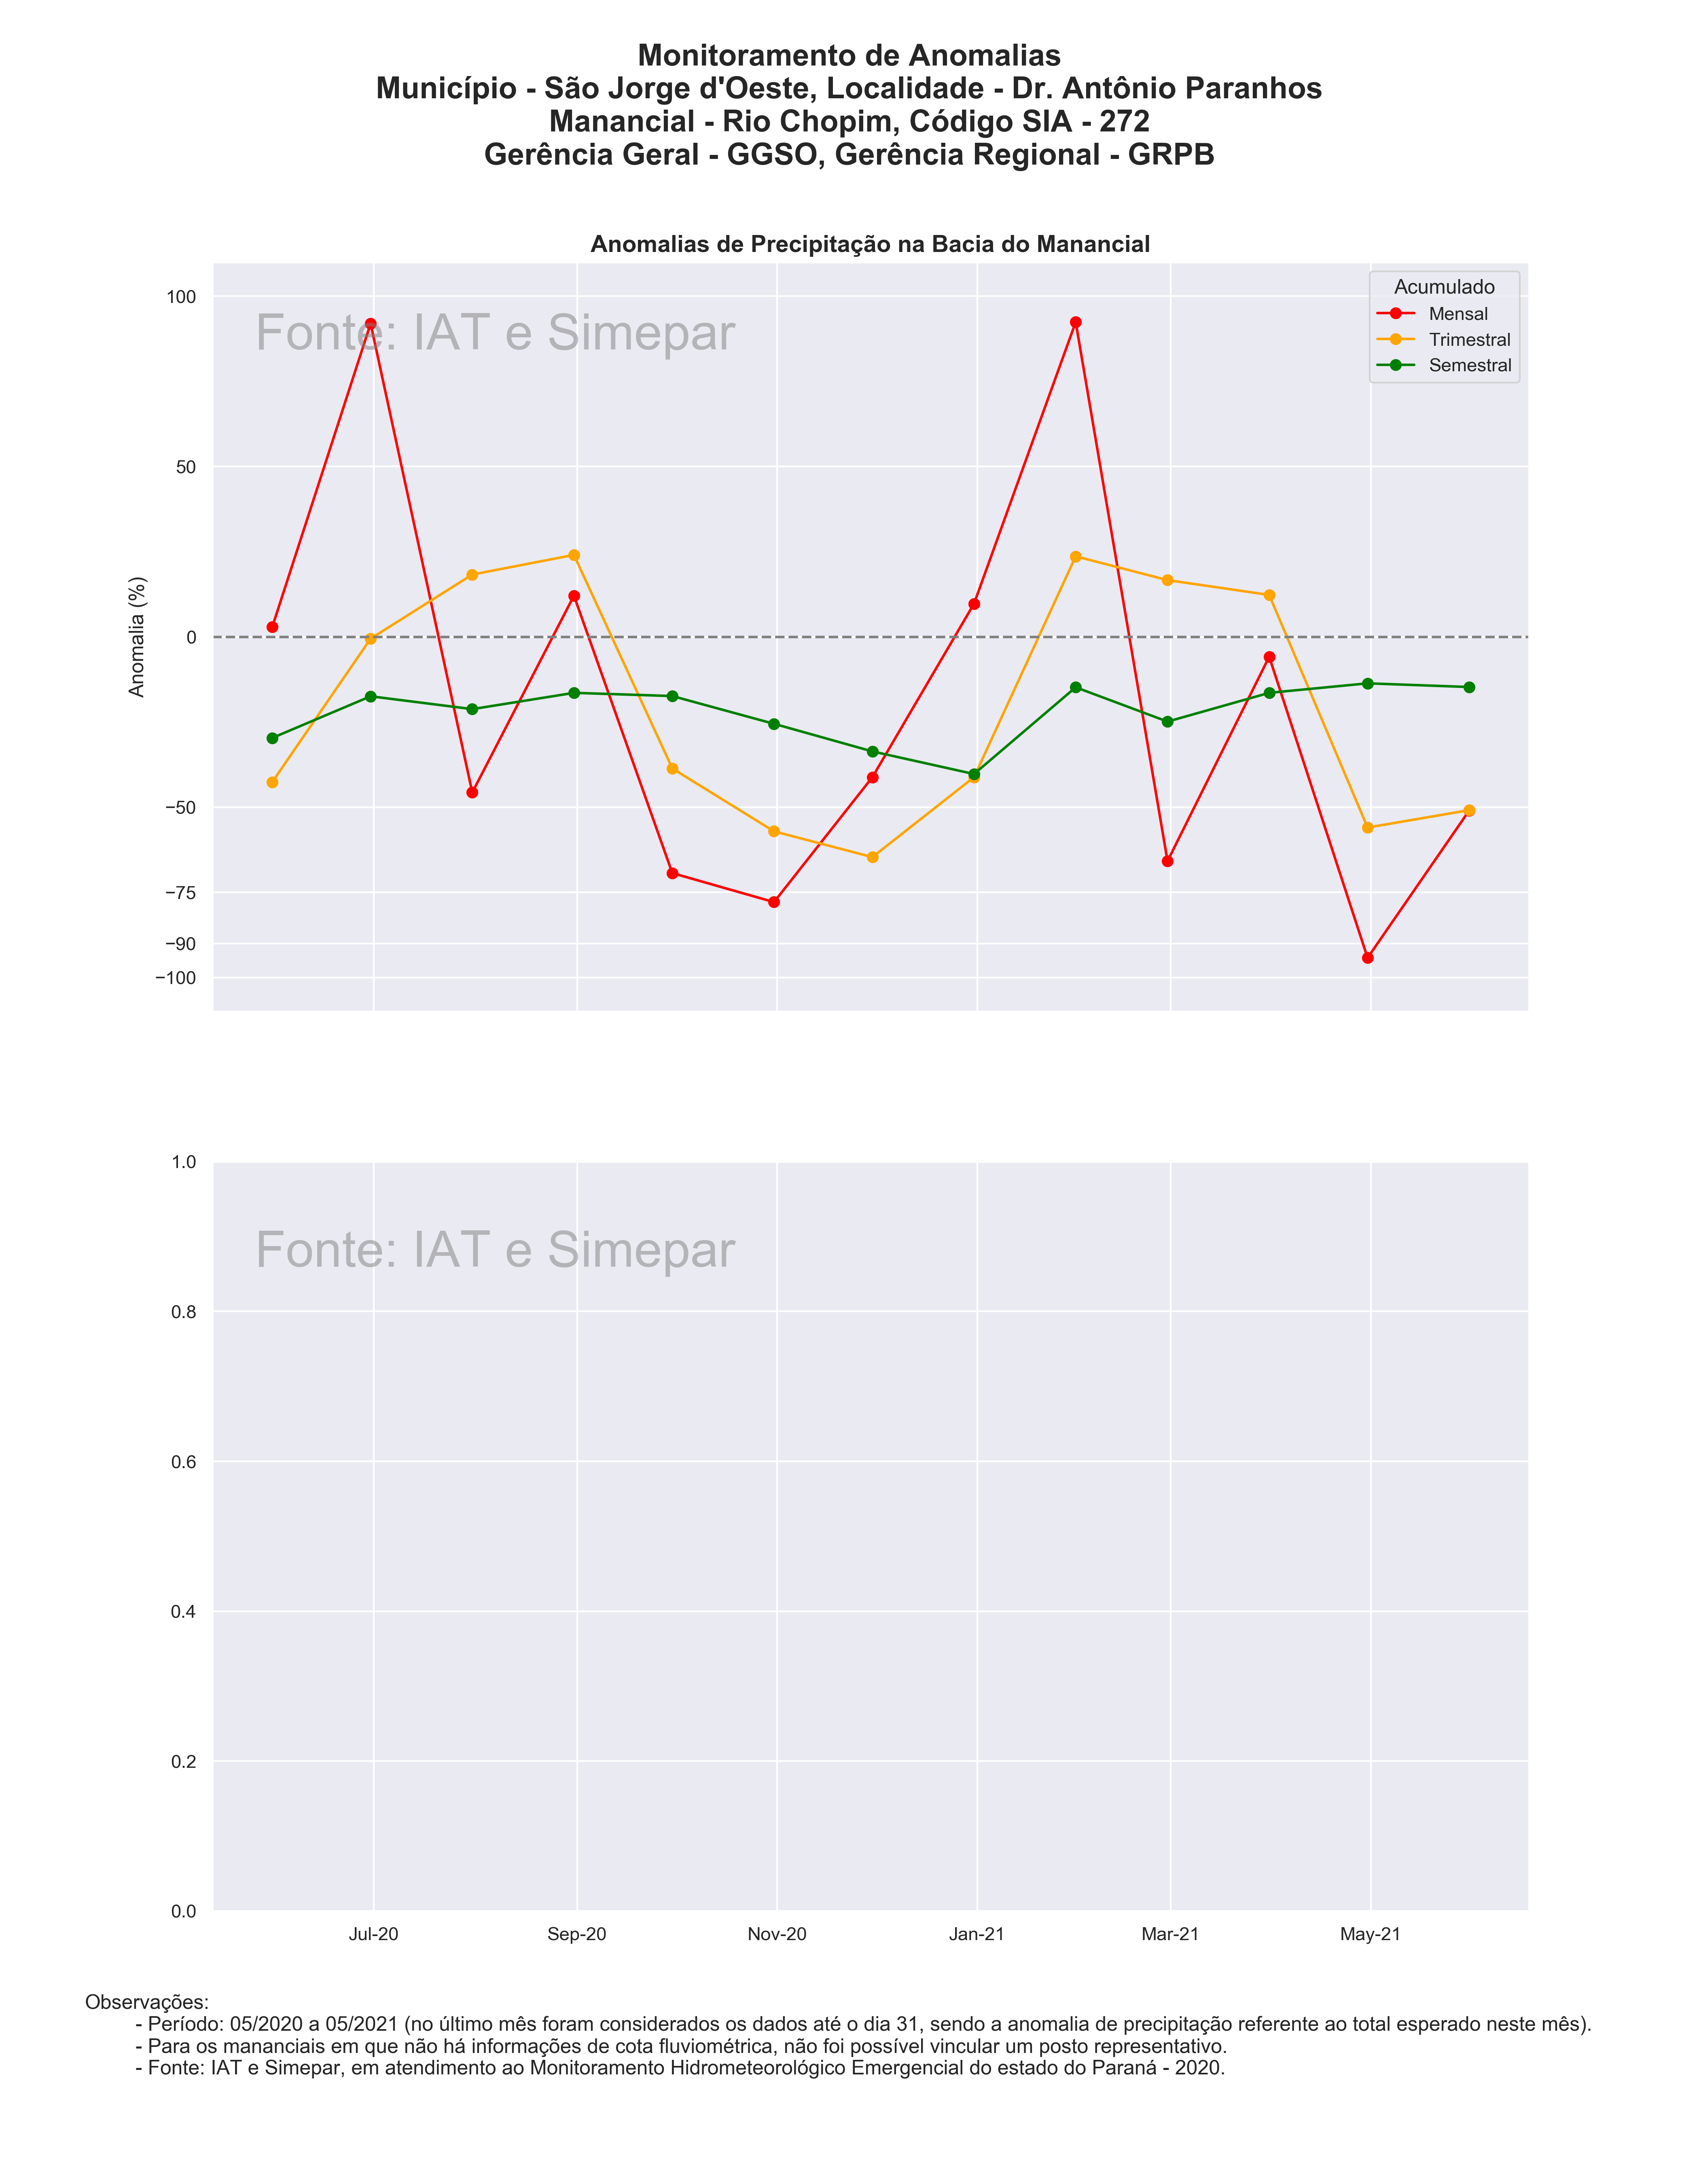 Monitoramento de Anomalias
Município - São Jorge d'Oeste, Localidade - Dr. Antônio Paranhos
Manancial - Rio Chopim, Código SIA - 272
Gerência Geral - GGSO, Gerência Regional - GRPB
Anomalias de Precipitação na Bacia do Manancial
Fonte: IAT e Simepar
Acumulado
Mensal
Trimestral
Semestral
Anomalia (%)
100
50
0
−50
−75
−90
−100
Fonte: IAT e Simepar
1.0
0.8
0.6
0.4
0.2
0.0
Jul-20 Sep-20 Nov-20 Jan-21 Mar-21 May-21
Observações:
- Período: 05/2020 a 05/2021 (no último mês foram considerados os dados até o dia 31, sendo a anomalia de precipitação referente ao total esperado neste mês).
- Para os mananciais em que não há informações de cota fluviométrica, não foi possível vincular um posto representativo.
- Fonte: IAT e Simepar, em atendimento ao Monitoramento Hidrometeorológico Emergencial do estado do Paraná - 2020.